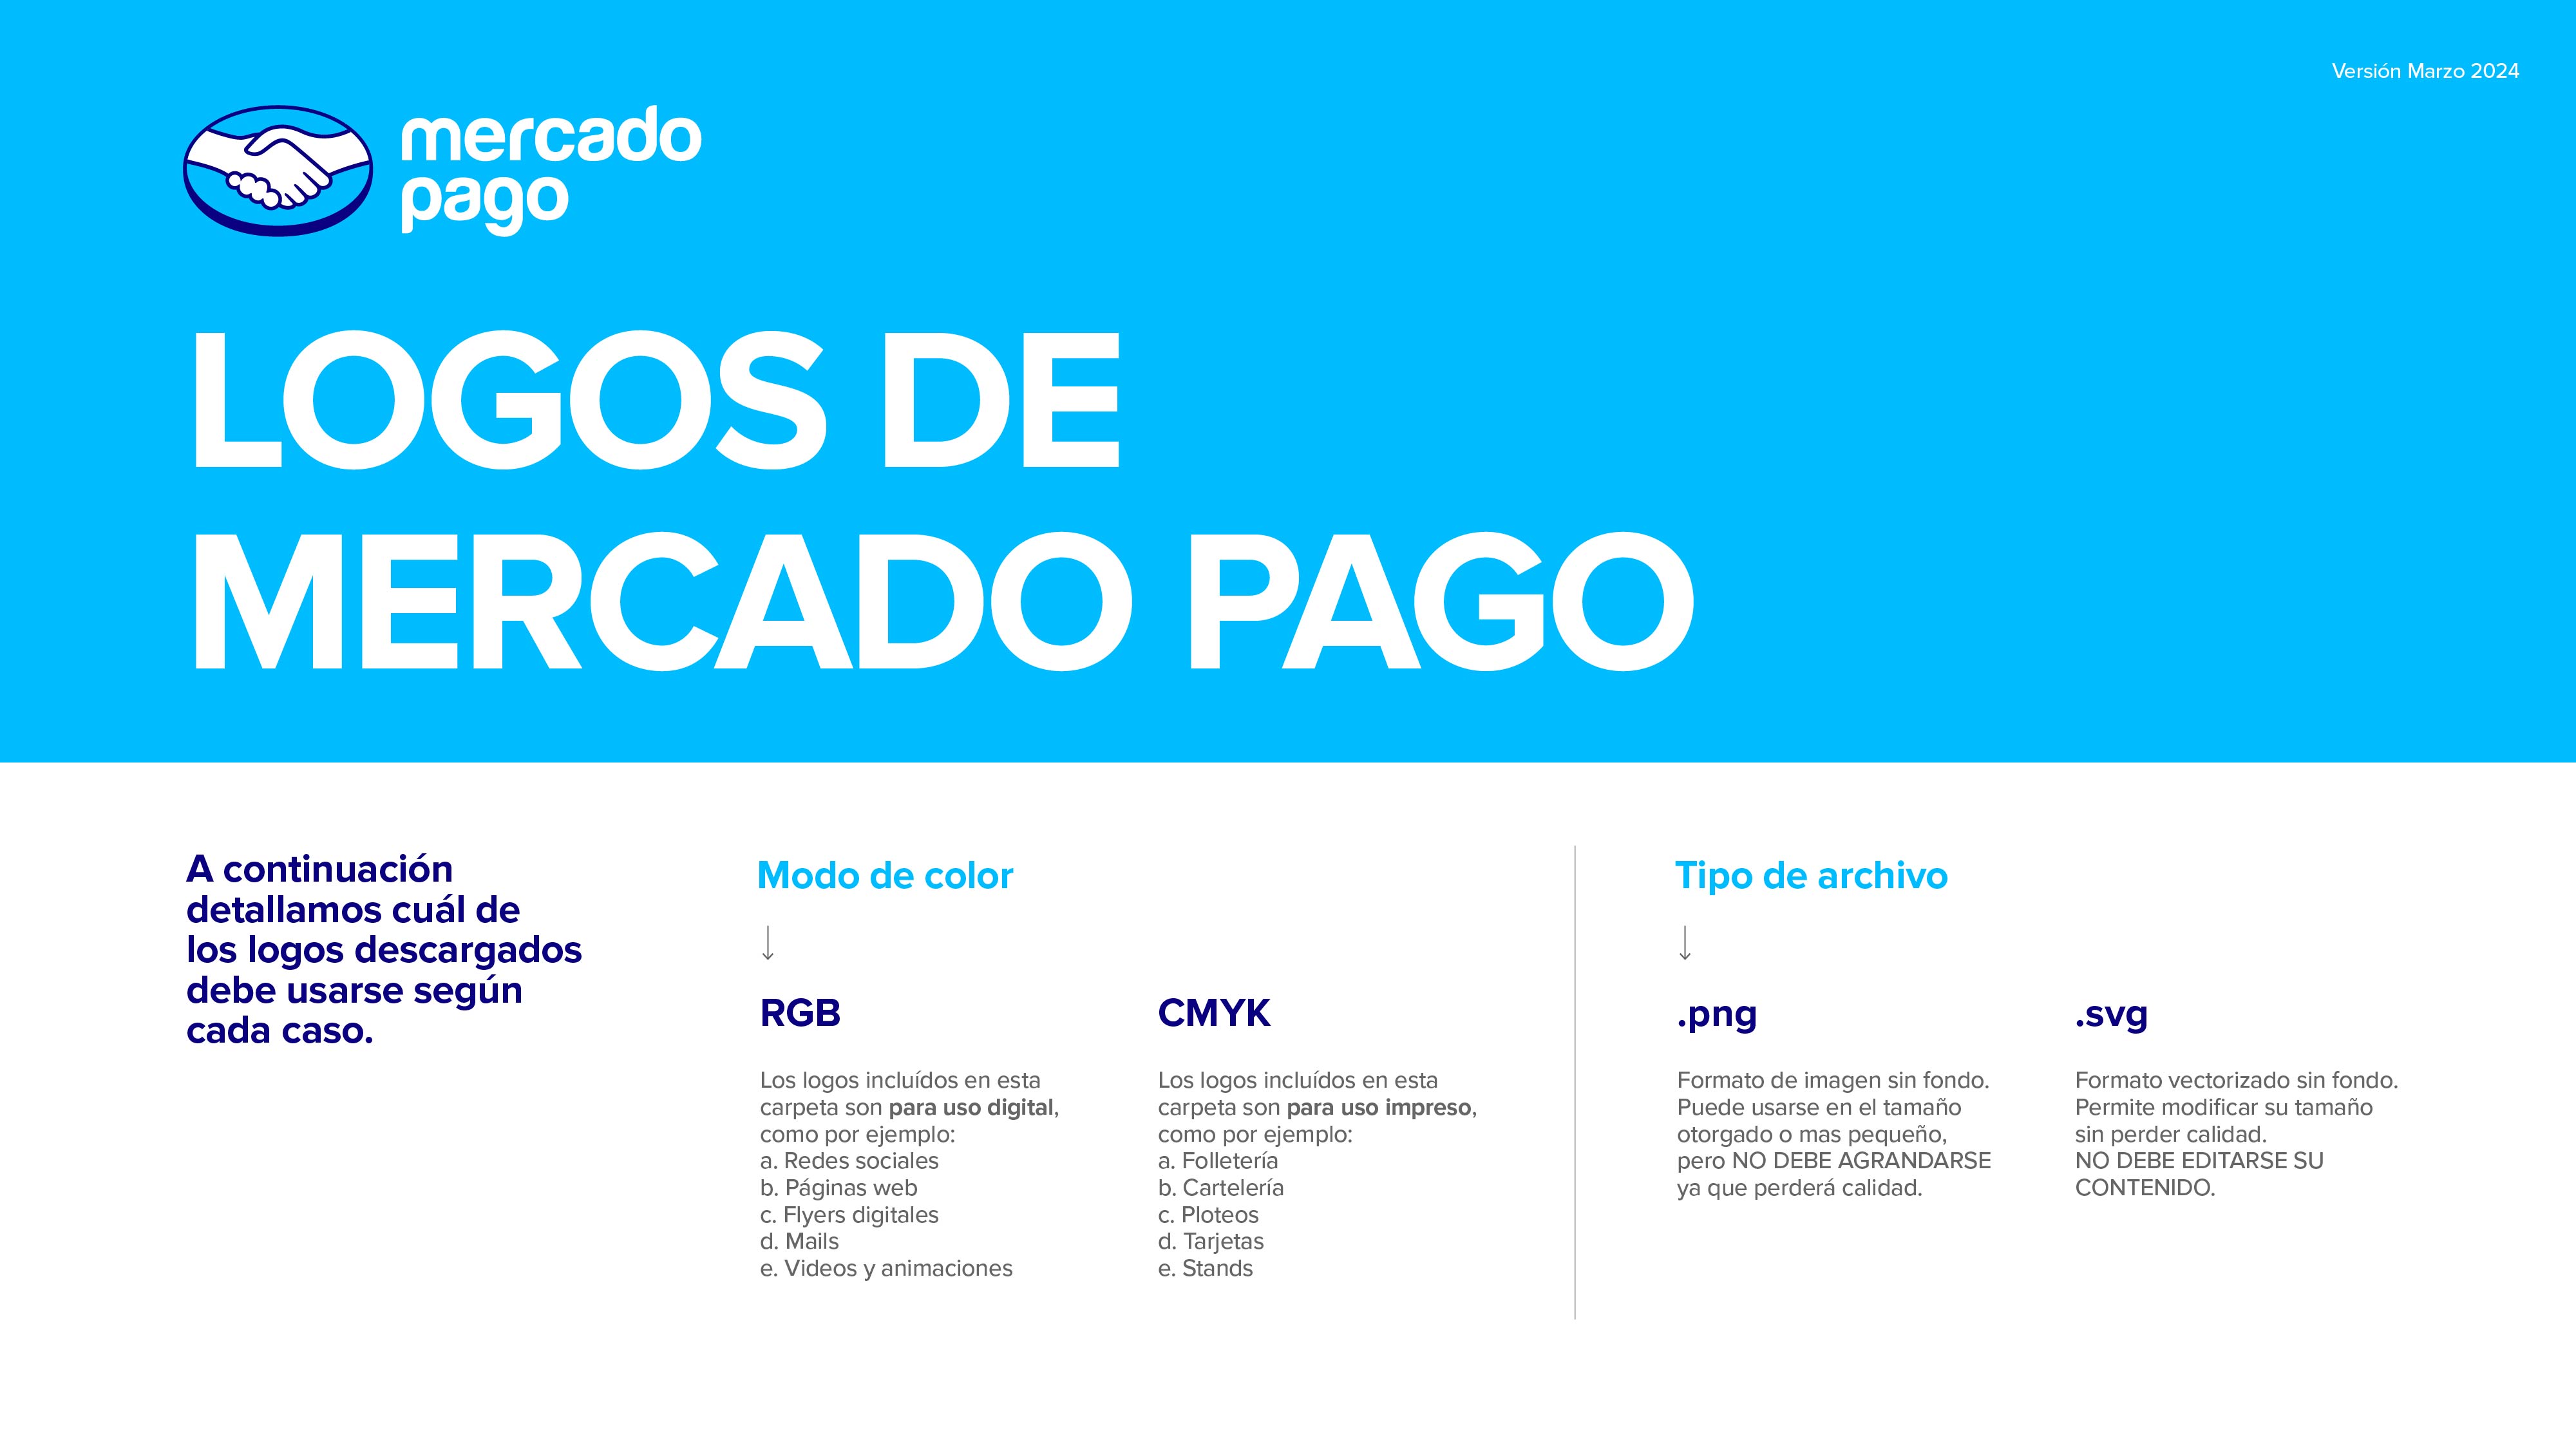 Versión Marzo 2024
mercado
pago
LOGOS DE
MERCADO PAGO
A continuación
detallamos cuál de
los logos descargados
debe usarse según
cada caso.
Modo de color
RGB
Los logos incluídos en esta
carpeta son para uso digital,
como por ejemplo:
a. Redes sociales
b. Páginas web
c. Flyers digitales
d. Mails
e. Videos y animaciones
CMYK
Los logos incluídos en esta
carpeta son para uso impreso,
como por ejemplo:
a. Folletería
b. Cartelería
c. Ploteos
d. Tarjetas
e. Stands
Tipo de archivo
.png
Formato de imagen sin fondo.
Puede usarse en el tamaño
otorgado o mas pequeño,
pero NO DEBE AGRANDARSE
ya que perderá calidad.
.svg
Formato vectorizado sin fondo.
Permite modificar su tamaño
sin perder calidad.
NO DEBE EDITARSE SU
CONTENIDO.